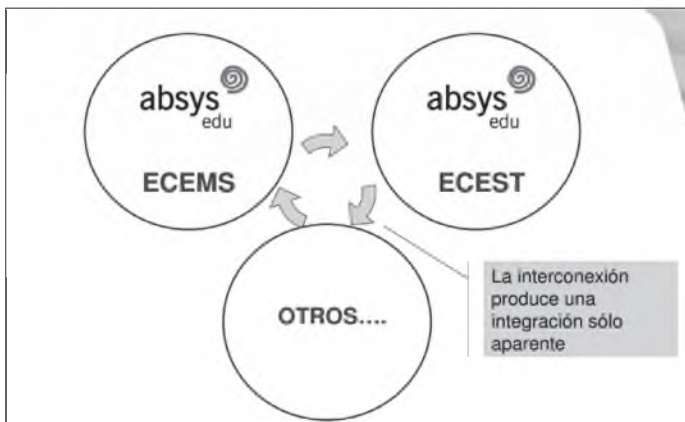 absys
edu
ECEMS
absys
edu
ECEST
OTROS....
La interconexión
produce una
integración sólo
aparente